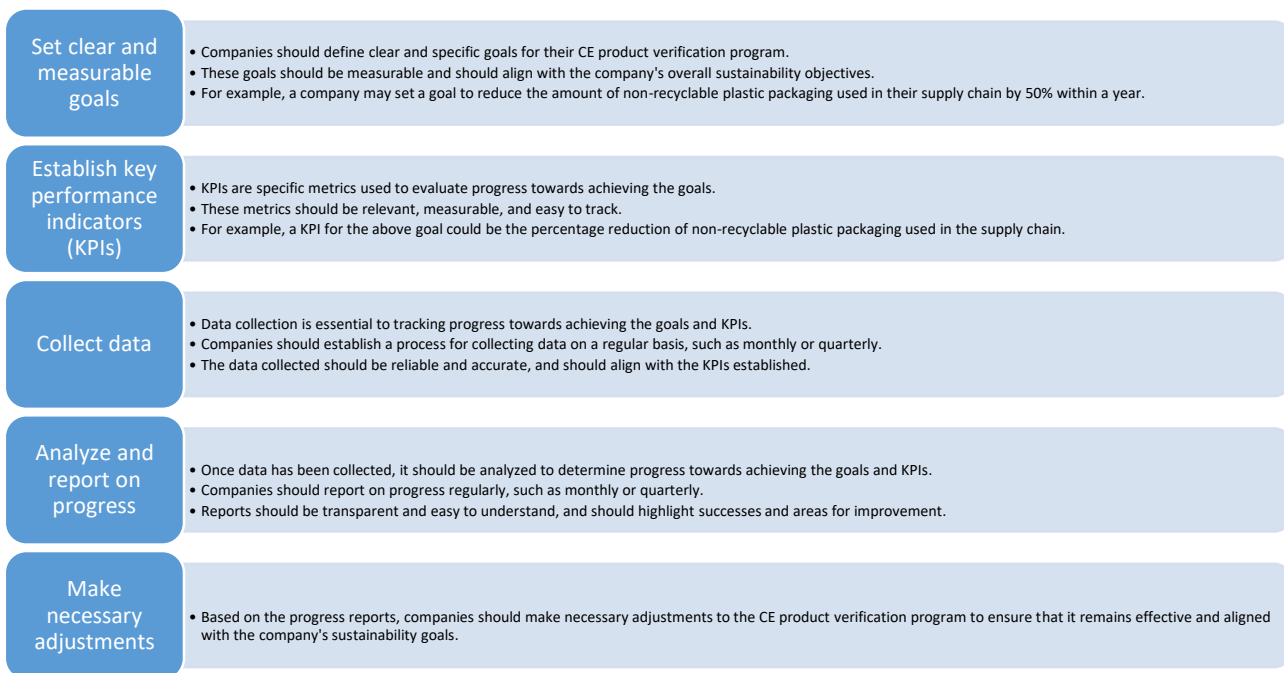 Set clear and
measurable
goals
• Companies should define clear and specific goals for their CE product verification program.
• These goals should be measurable and should align with the company's overall sustainability objectives.
• For example, a company may set a goal to reduce the amount of non-recyclable plastic packaging used in their supply chain by 50% within a year.
Establish key
performance
indicators
(KPIs)
• KPIs are specific metrics used to evaluate progress towards achieving the goals.
• These metrics should be relevant, measurable, and easy to track.
• For example, a KPI for the above goal could be the percentage reduction of non-recyclable plastic packaging used in the supply chain.
Collect data
• Data collection is essential to tracking progress towards achieving the goals and KPIs.
• Companies should establish a process for collecting data on a regular basis, such as monthly or quarterly.
• The data collected should be reliable and accurate, and should align with the KPIs established.
Analyze and
report on
progress
• Once data has been collected, it should be analyzed to determine progress towards achieving the goals and KPIs.
• Companies should report on progress regularly, such as monthly or quarterly.
• Reports should be transparent and easy to understand, and should highlight successes and areas for improvement.
Make
necessary
adjustments
• Based on the progress reports, companies should make necessary adjustments to the CE product verification program to ensure that it remains effective and aligned
with the company's sustainability goals.